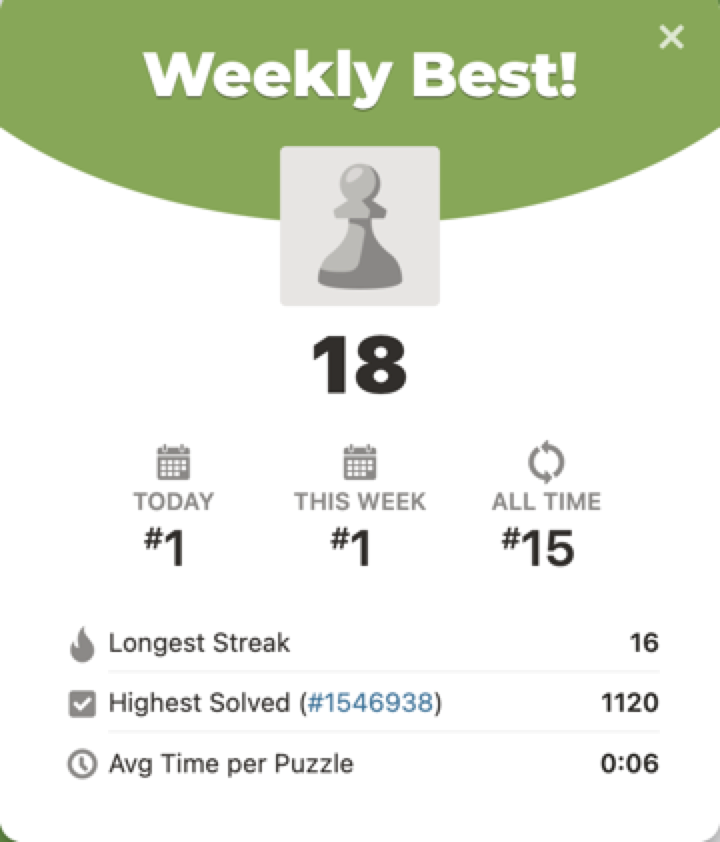 Weekly Best!
18
TODAY THIS WEEK ALL TIME
#1 #1 #15
Longest Streak 16
Highest Solved (#1546938) 1120
Avg Time per Puzzle 0:06